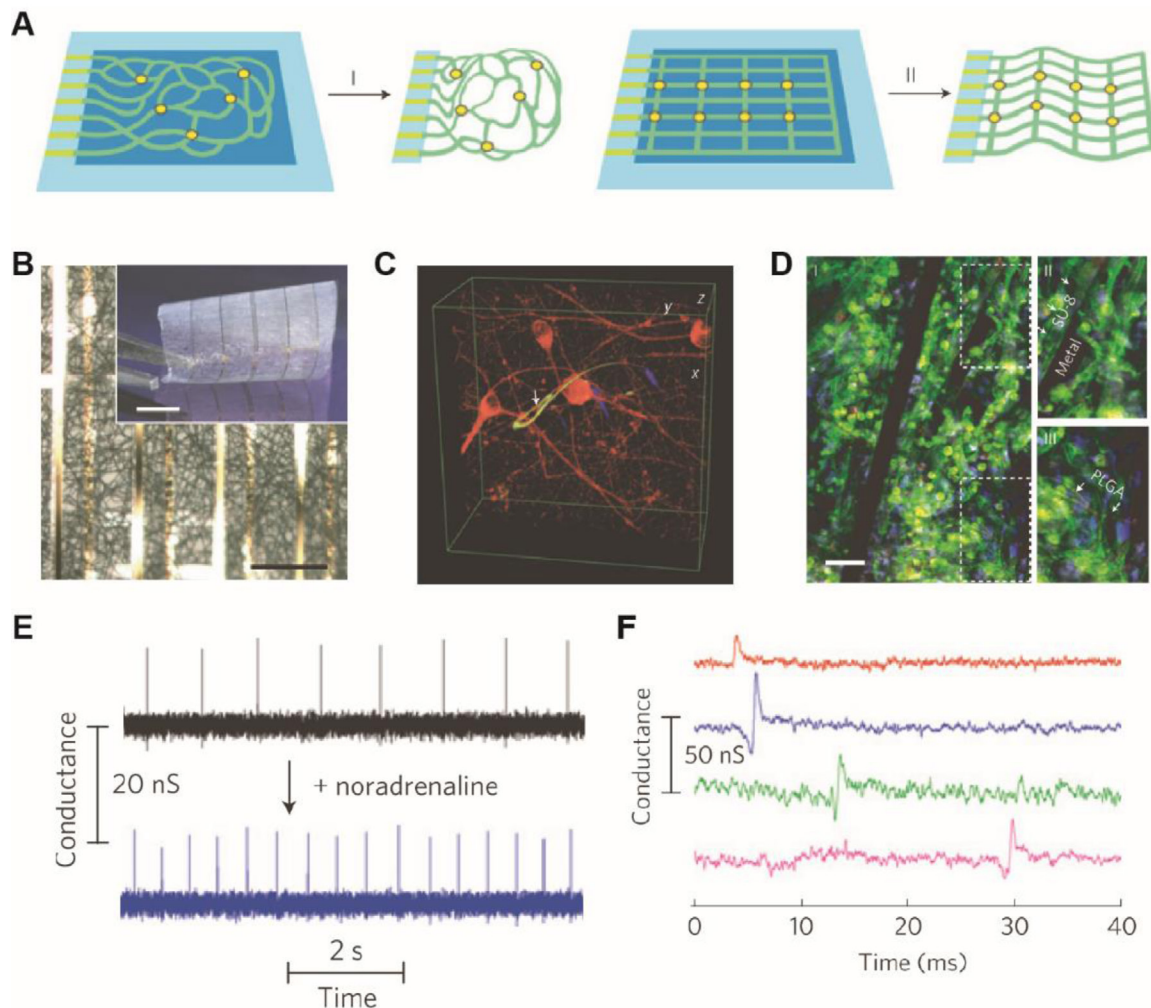 A
I
II
B
C
z
y
x
D
I
II
SU-8
Metal
III
PLGA
E
Conductance
20 nS
+ noradrenaline
2 s
Time
F
Conductance
50 nS
0 10 20 30 40
Time (ms)